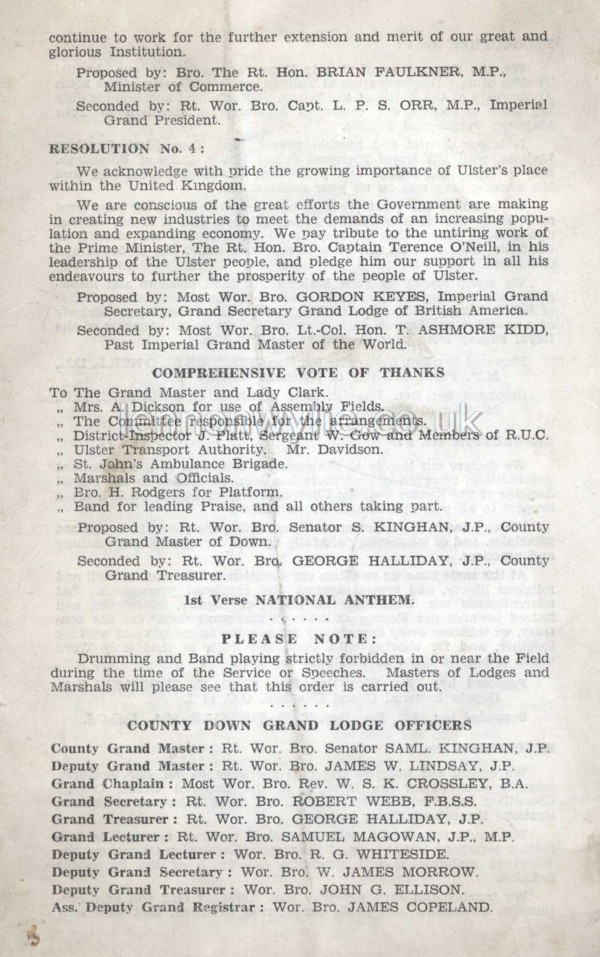 continue to work for the further extension and merit of our great and
glorious Institution.
Proposed by: Bro. The Rt. Hon. BRIAN FAULKNER, M.P.,
Minister of Commerce.
Seconded by: Rt. Wor. Bro. Capt. L. P. S. ORR, M.P., Imperial
Grand President.
RESOLUTION No. 4:
We acknowledge with pride the growing importance of Ulster's place
within the United Kingdom.
We are conscious of the great efforts the Government are making
in creating new industries to meet the demands of an increasing popu-
lation and expanding economy. We pay tribute to the untiring work of
the Prime Minister, The Rt. Hon. Bro. Captain Terence O'Neill, in his
leadership of the Ulster people, and pledge him our support in all his
endeavours to further the prosperity of the people of Ulster.
Proposed by: Most Wor. Bro. GORDON KEYES, Imperial Grand
Secretary, Grand Secretary Grand Lodge of British America.
Seconded by: Most Wor. Bro. Lt.-Col. Hon. T. ASHMORE KIDD,
Past Imperial Grand Master of the World.
COMPREHENSIVE VOTE OF THANKS
To The Grand Master and Lady Clark.
„ Mrs. A. Dickson for use of Assembly Fields.
lennonwylie.co.uk
„ The Committee responsible for the arrangements.
„ District-Inspector J. Platt, Sergeant W. Gow and Members of R.U.C.
„ Ulster Transport Authority. Mr. Davidson.
„ St. John's Ambulance Brigade.
„ Marshals and Officials.
„ Bro. H. Rodgers for Platform.
„ Band for leading Praise, and all others taking part.
Proposed by: Rt. Wor. Bro. Senator S. KINGHAN, J.P., County
Grand Master of Down.
Seconded by: Rt. Wor. Bro. GEORGE HALLIDAY, J.P., County
Grand Treasurer.
1st Verse NATIONAL ANTHEM.
. . . . . .
PLEASE NOTE:
Drumming and Band playing strictly forbidden in or near the Field
during the time of the Service or Speeches. Masters of Lodges and
Marshals will please see that this order is carried out.
. . . . . .
COUNTY DOWN GRAND LODGE OFFICERS
County Grand Master: Rt. Wor. Bro. Senator SAML. KINGHAN, J.P.
Deputy Grand Master: Rt. Wor. Bro. JAMES W. LINDSAY, J.P.
Grand Chaplain: Most Wor. Bro. Rev. W. S. K. CROSSLEY, B.A.
Grand Secretary: Rt. Wor. Bro. ROBERT WEBB, F.B.S.S.
Grand Treasurer: Rt. Wor. Bro. GEORGE HALLIDAY, J.P.
Grand Lecturer: Rt. Wor. Bro. SAMUEL MAGOWAN, J.P., M.P.
Deputy Grand Lecturer: Wor. Bro. R. G. WHITESIDE.
Deputy Grand Secretary: Wor. Bro. W. JAMES MORROW.
Deputy Grand Treasurer: Wor. Bro. JOHN G. ELLISON.
Ass. Deputy Grand Registrar: Wor. Bro. JAMES COPELAND.